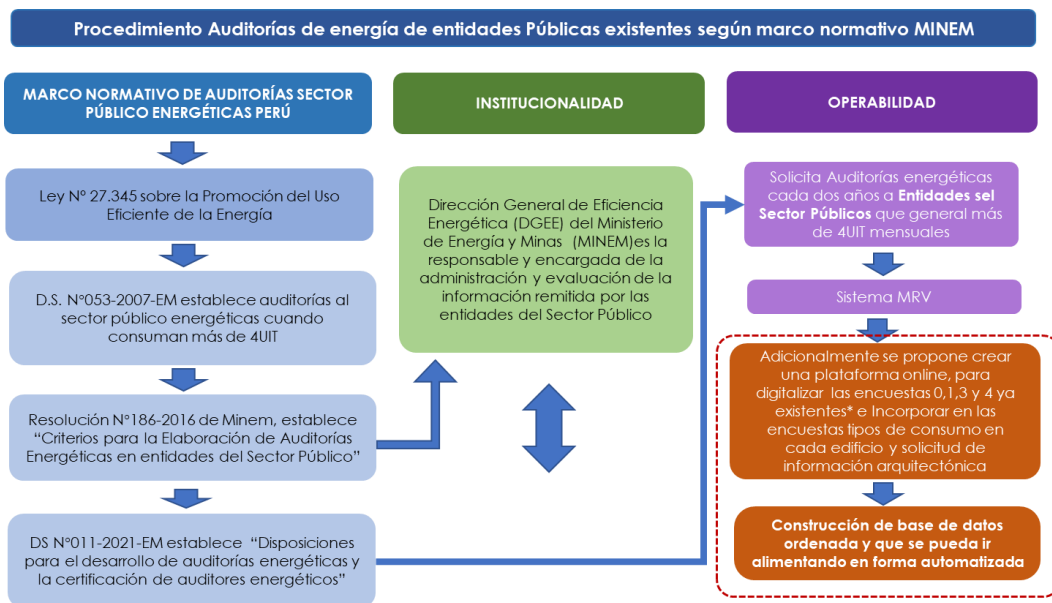 Procedimiento Auditorías de energía de entidades Públicas existentes según marco normativo MINEM
MARCO NORMATIVO DE AUDITORÍAS SECTOR
PÚBLICO ENERGÉTICAS PERÚ
Ley Nº 27.345 sobre la Promoción del Uso
Eficiente de la Energía
D.S. N°053-2007-EM establece auditorías al
sector público energéticas cuando
consuman más de 4UIT
Resolución N°186-2016 de Minem, establece
“Criterios para la Elaboración de Auditorías
Energéticas en entidades del Sector Público”
DS N°011-2021-EM establece “Disposiciones
para el desarrollo de auditorías energéticas y
la certificación de auditores energéticos”
INSTITUCIONALIDAD
Dirección General de Eficiencia
Energética (DGEE) del Ministerio
de Energía y Minas (MINEM)es la
responsable y encargada de la
administración y evaluación de la
información remitida por las
entidades del Sector Público
OPERABILIDAD
Solicita Auditorías energéticas
cada dos años a Entidades sel
Sector Públicos que general más
de 4UIT mensuales
Sistema MRV
Adicionalmente se propone crear
una plataforma online, para
digitalizar las encuestas 0,1,3 y 4 ya
existentes* e Incorporar en las
encuestas tipos de consumo en
cada edificio y solicitud de
información arquitectónica
Construcción de base de datos
ordenada y que se pueda ir
alimentando en forma automatizada